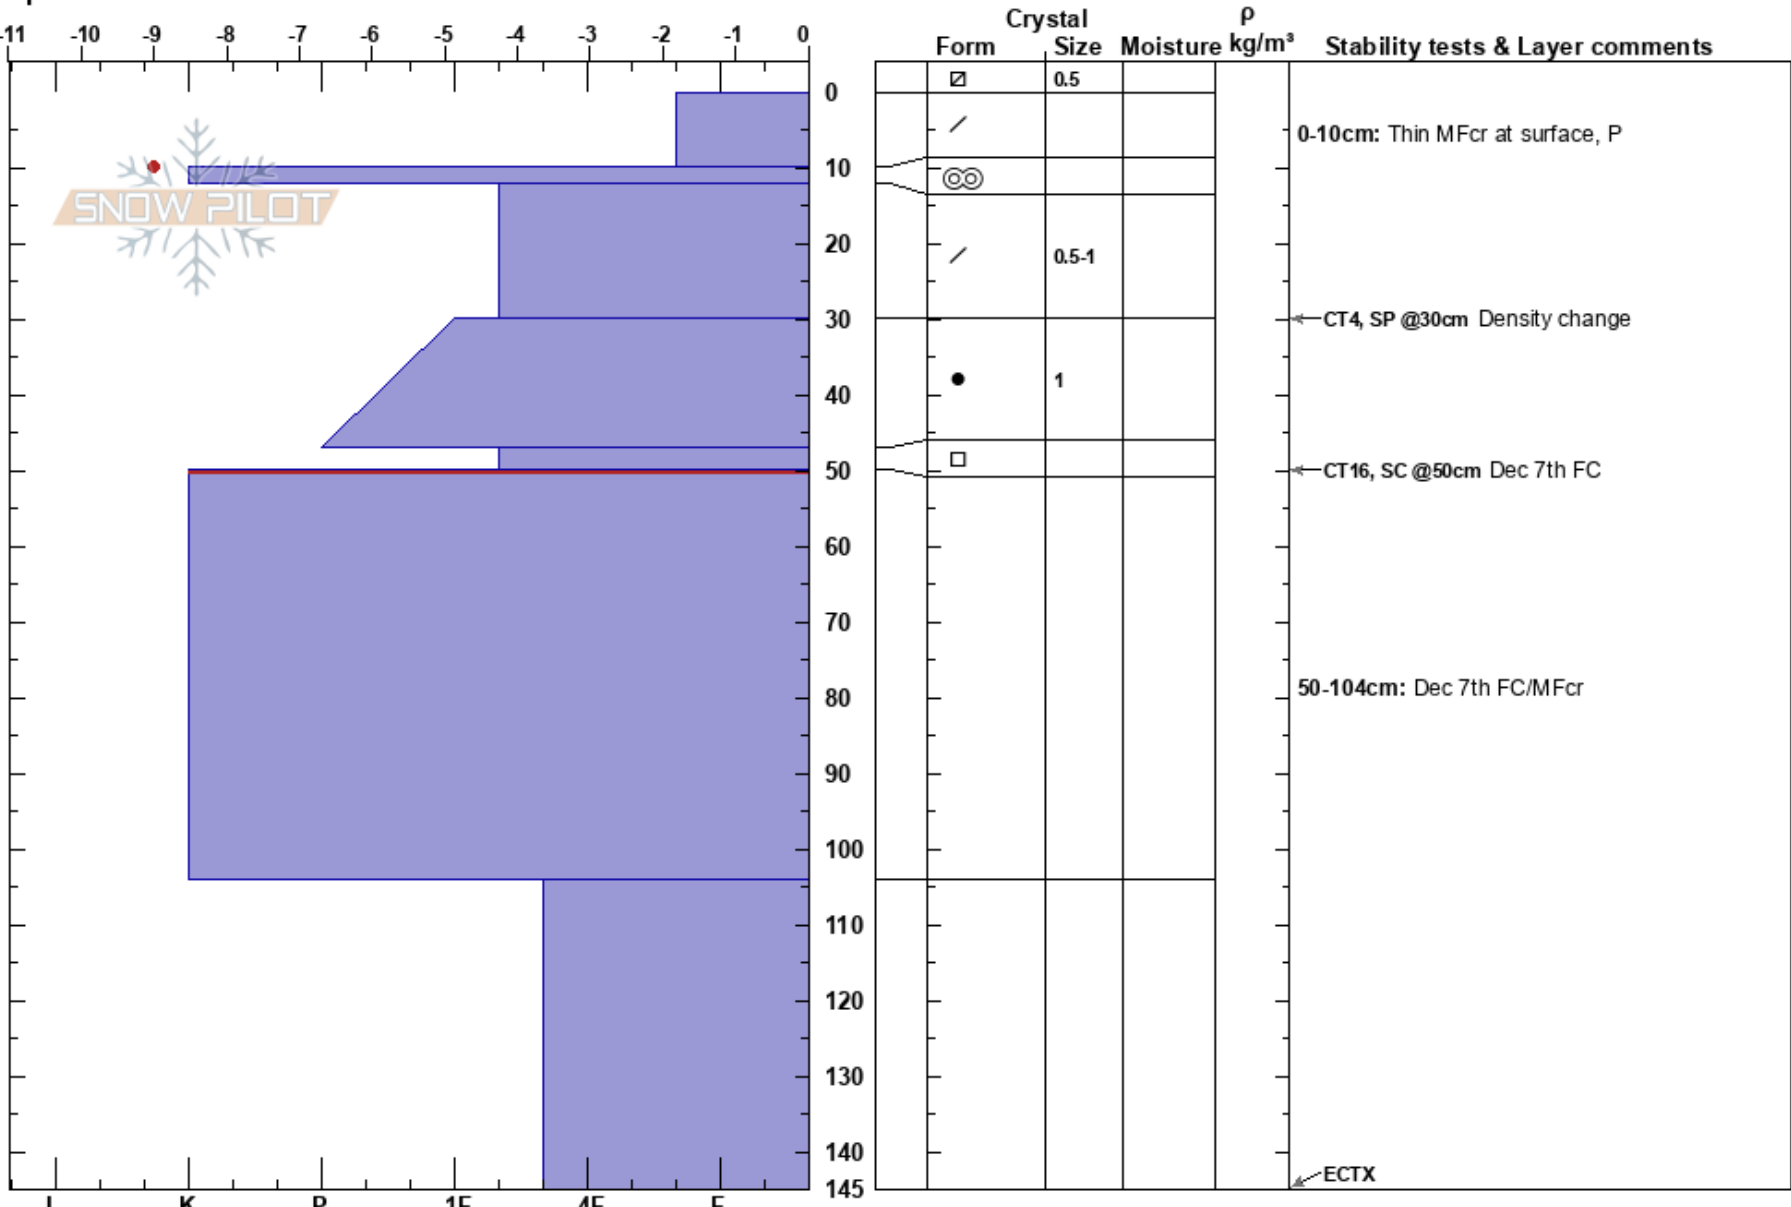 Crystal ρ
-11 -10 -9 -8 -7 -6 -5 -4 -3 -2 -1 0 Form Size Moisture kg/m³ Stability tests & Layer comments
0.5
0
0-10cm: Thin MFcr at surface, P
10
SNOW PILOT
20 0.5-1
30 CT4, SP @30cm Density change
40 1
50 CT16, SC @50cm Dec 7th FC
60
70
80 50-104cm: Dec 7th FC/MFcr
90
100
110
120
130
140
ECTX
145
I K P 1F 4F F